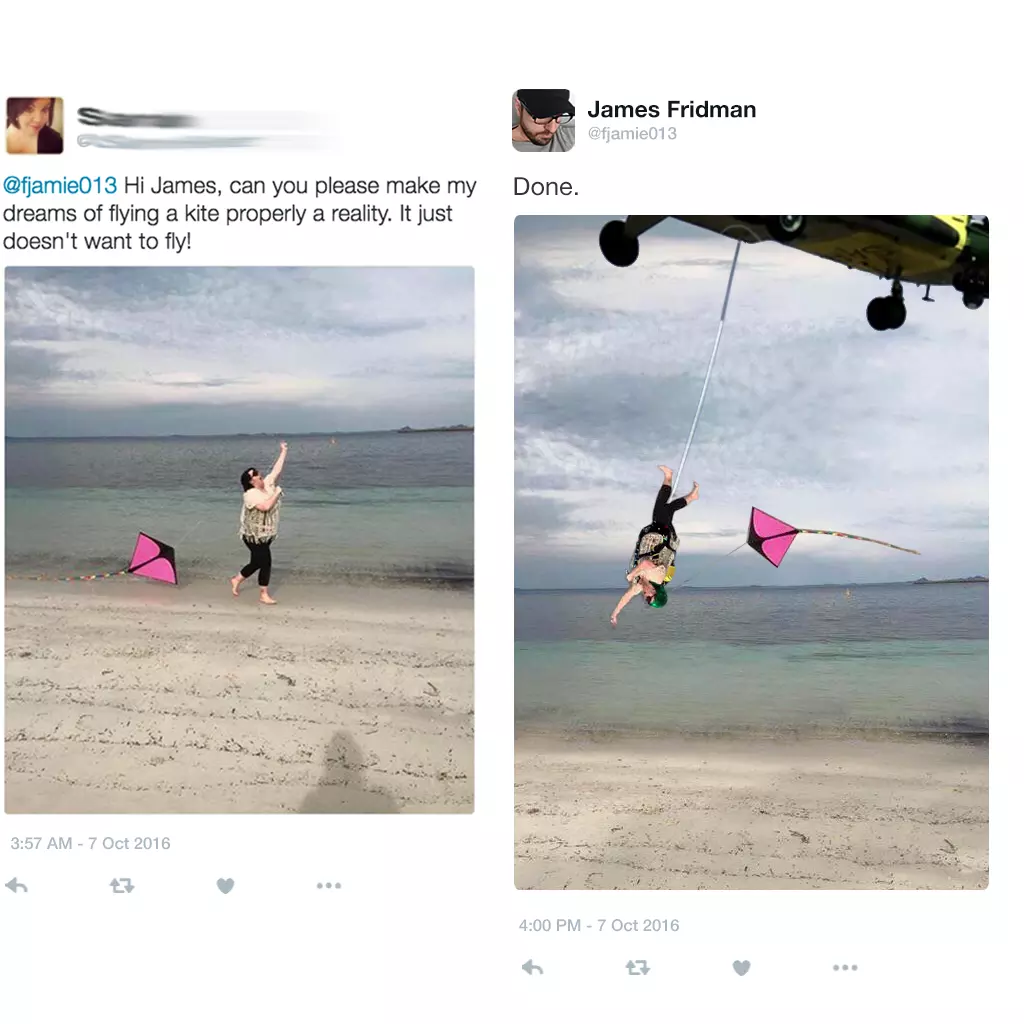 @fjamie013 Hi James, can you please make my
dreams of flying a kite properly a reality. It just
doesn't want to fly!
3:57 AM - 7 Oct 2016
James Fridman
@fjamie013
Done.
4:00 PM - 7 Oct 2016